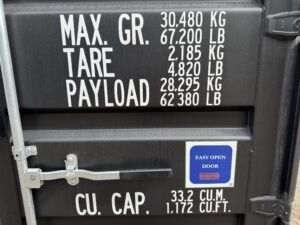 MAX. GR. 30.480 KG
67.200 LB
TARE 2.185 KG
4.820 LB
PAYLOAD 28.295 KG
62 380 LB
EASY OPEN
DOOR
CU. CAP. 33.2 CU.M.
1.172 CU.FT.